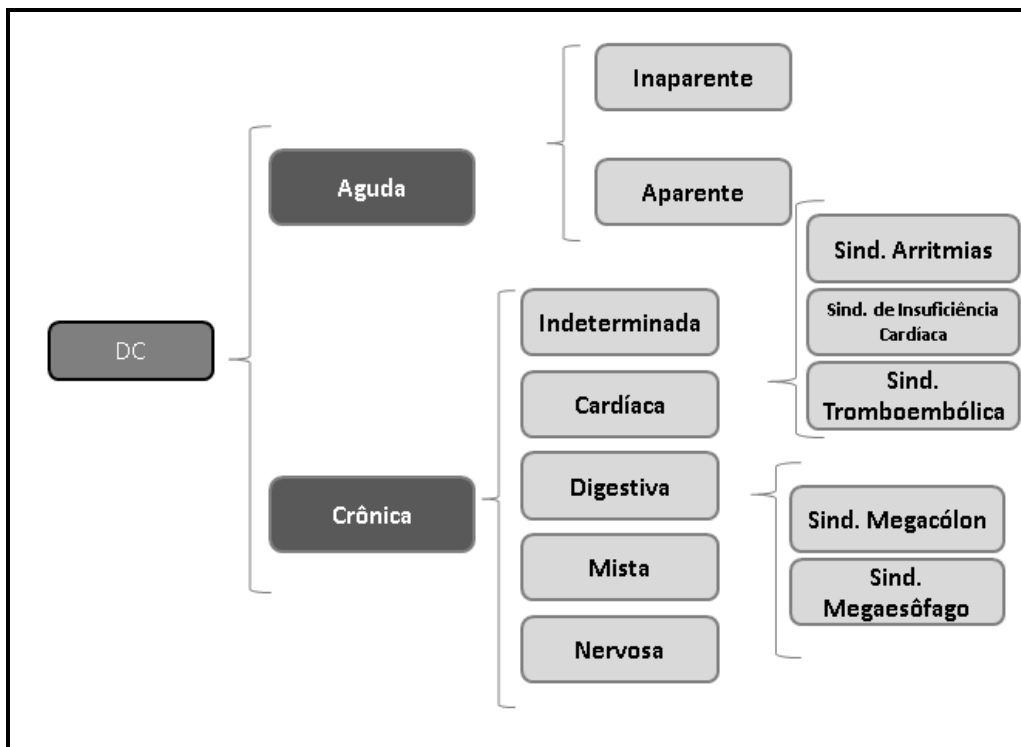 DC
Aguda
Inaparente
Aparente
Crônica
Indeterminada
Cardíaca
Sind. Arritmias
Sind. de Insuficiência
Cardíaca
Sind.
Tromboembólica
Digestiva
Sind. Megacólon
Sind.
Megaesôfago
Mista
Nervosa